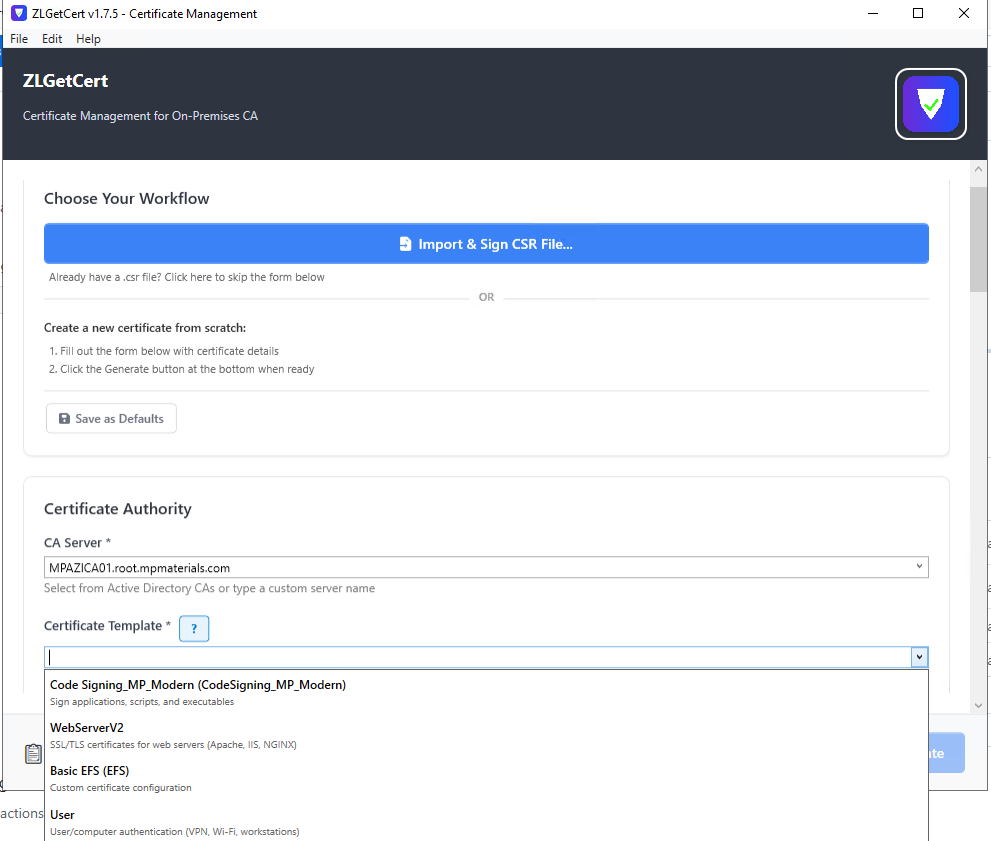 ZLGetCert v1.7.5 - Certificate Management
File Edit Help
ZLGetCert
Certificate Management for On-Premises CA
Choose Your Workflow
Import & Sign CSR File...
Already have a .csr file? Click here to skip the form below
OR
Create a new certificate from scratch:
1. Fill out the form below with certificate details
2. Click the Generate button at the bottom when ready
Save as Defaults
Certificate Authority
CA Server *
MPAZICA01.root.mpmaterials.com
Select from Active Directory CAs or type a custom server name
Certificate Template * ?
Code Signing_MP_Modern (CodeSigning_MP_Modern)
Sign applications, scripts, and executables
WebServerV2
SSL/TLS certificates for web servers (Apache, IIS, NGINX)
Basic EFS (EFS)
Custom certificate configuration
User
User/computer authentication (VPN, Wi-Fi, workstations)
actions